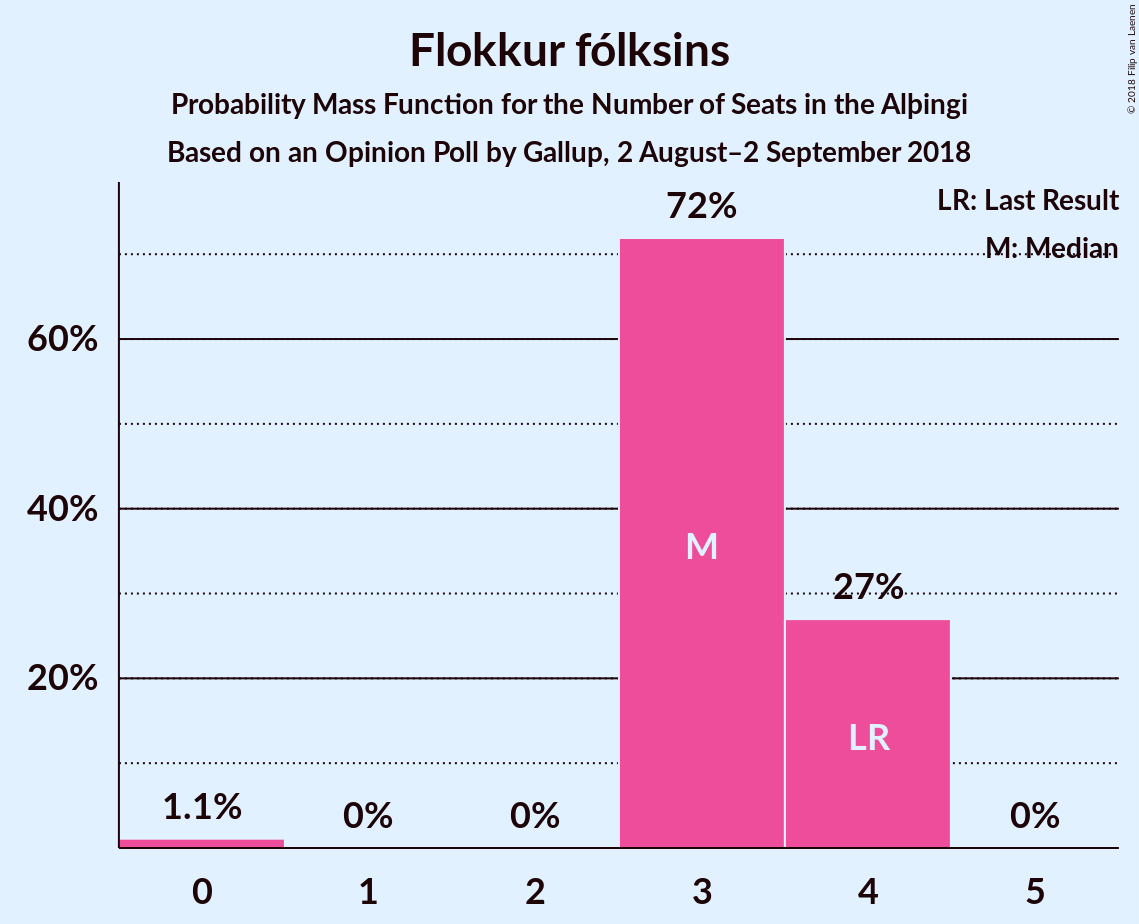 Flokkur fólksins
Probability Mass Function for the Number of Seats in the Alþingi
Based on an Opinion Poll by Gallup, 2 August–2 September 2018
© 2018 Filip van Laenen
LR: Last Result
M: Median
72%
60%
40%
M
27%
20%
LR
1.1%
0%
0%
0%
0
1
2
3
4
5